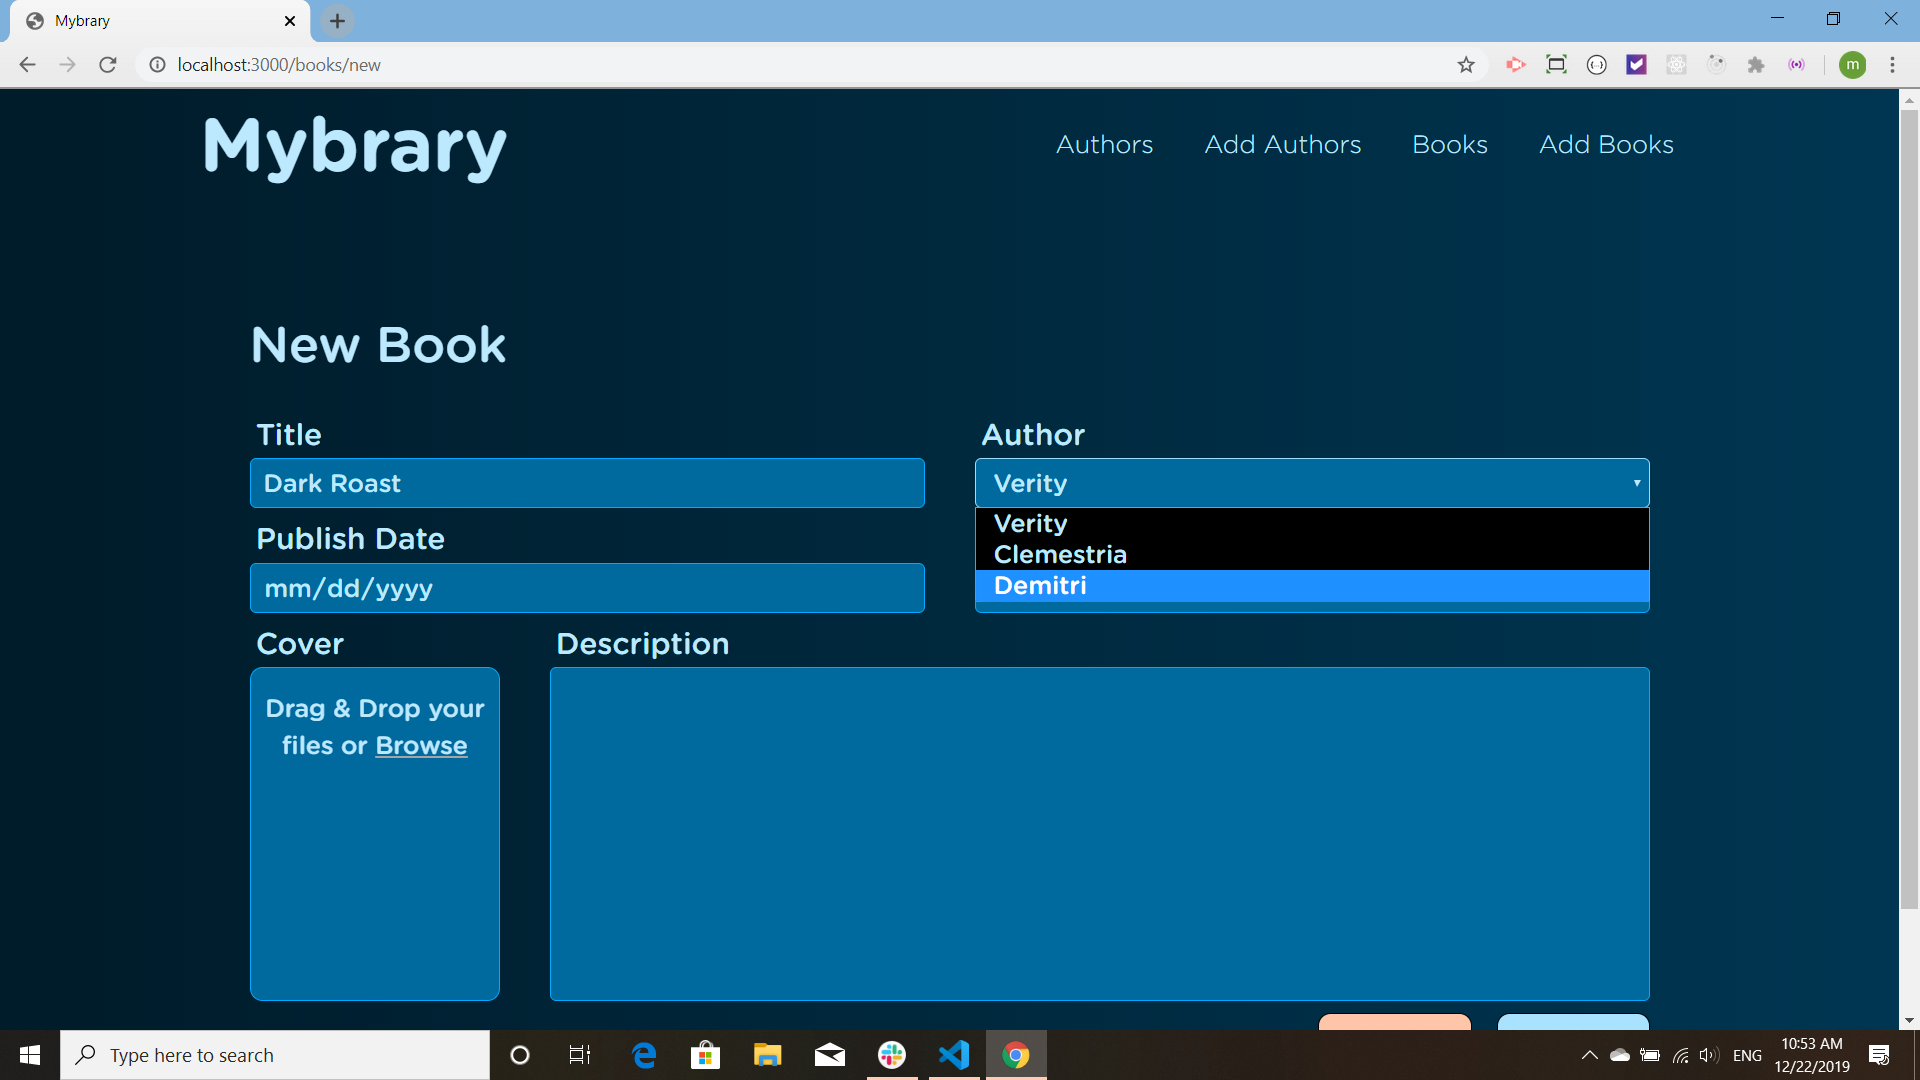 Mybrary
localhost:3000/books/new
m
Mybrary
Authors
Add Authors
Books
Add Books
New Book
Title
Author
Dark Roast
Verity
Verity
Clemestria
Demitri
Publish Date
mm/dd/yyyy
Cover
Description
Drag & Drop your
files or Browse
Type here to search
ENG
10:53 AM
12/22/2019